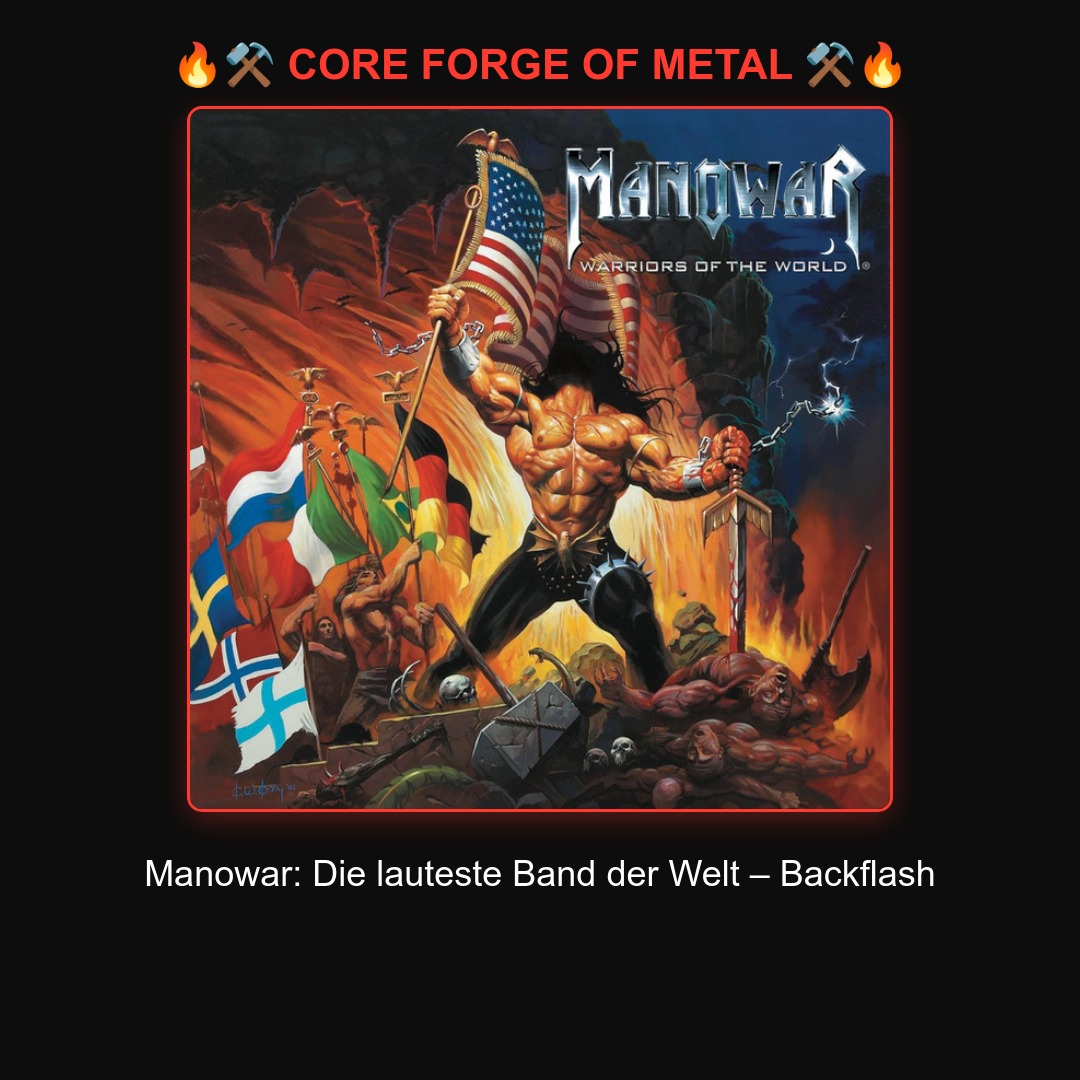 🔥⚒️ CORE FORGE OF METAL ⚒️🔥
MANOWAR
WARRIORS OF THE WORLD ®
Manowar: Die lauteste Band der Welt – Backflash